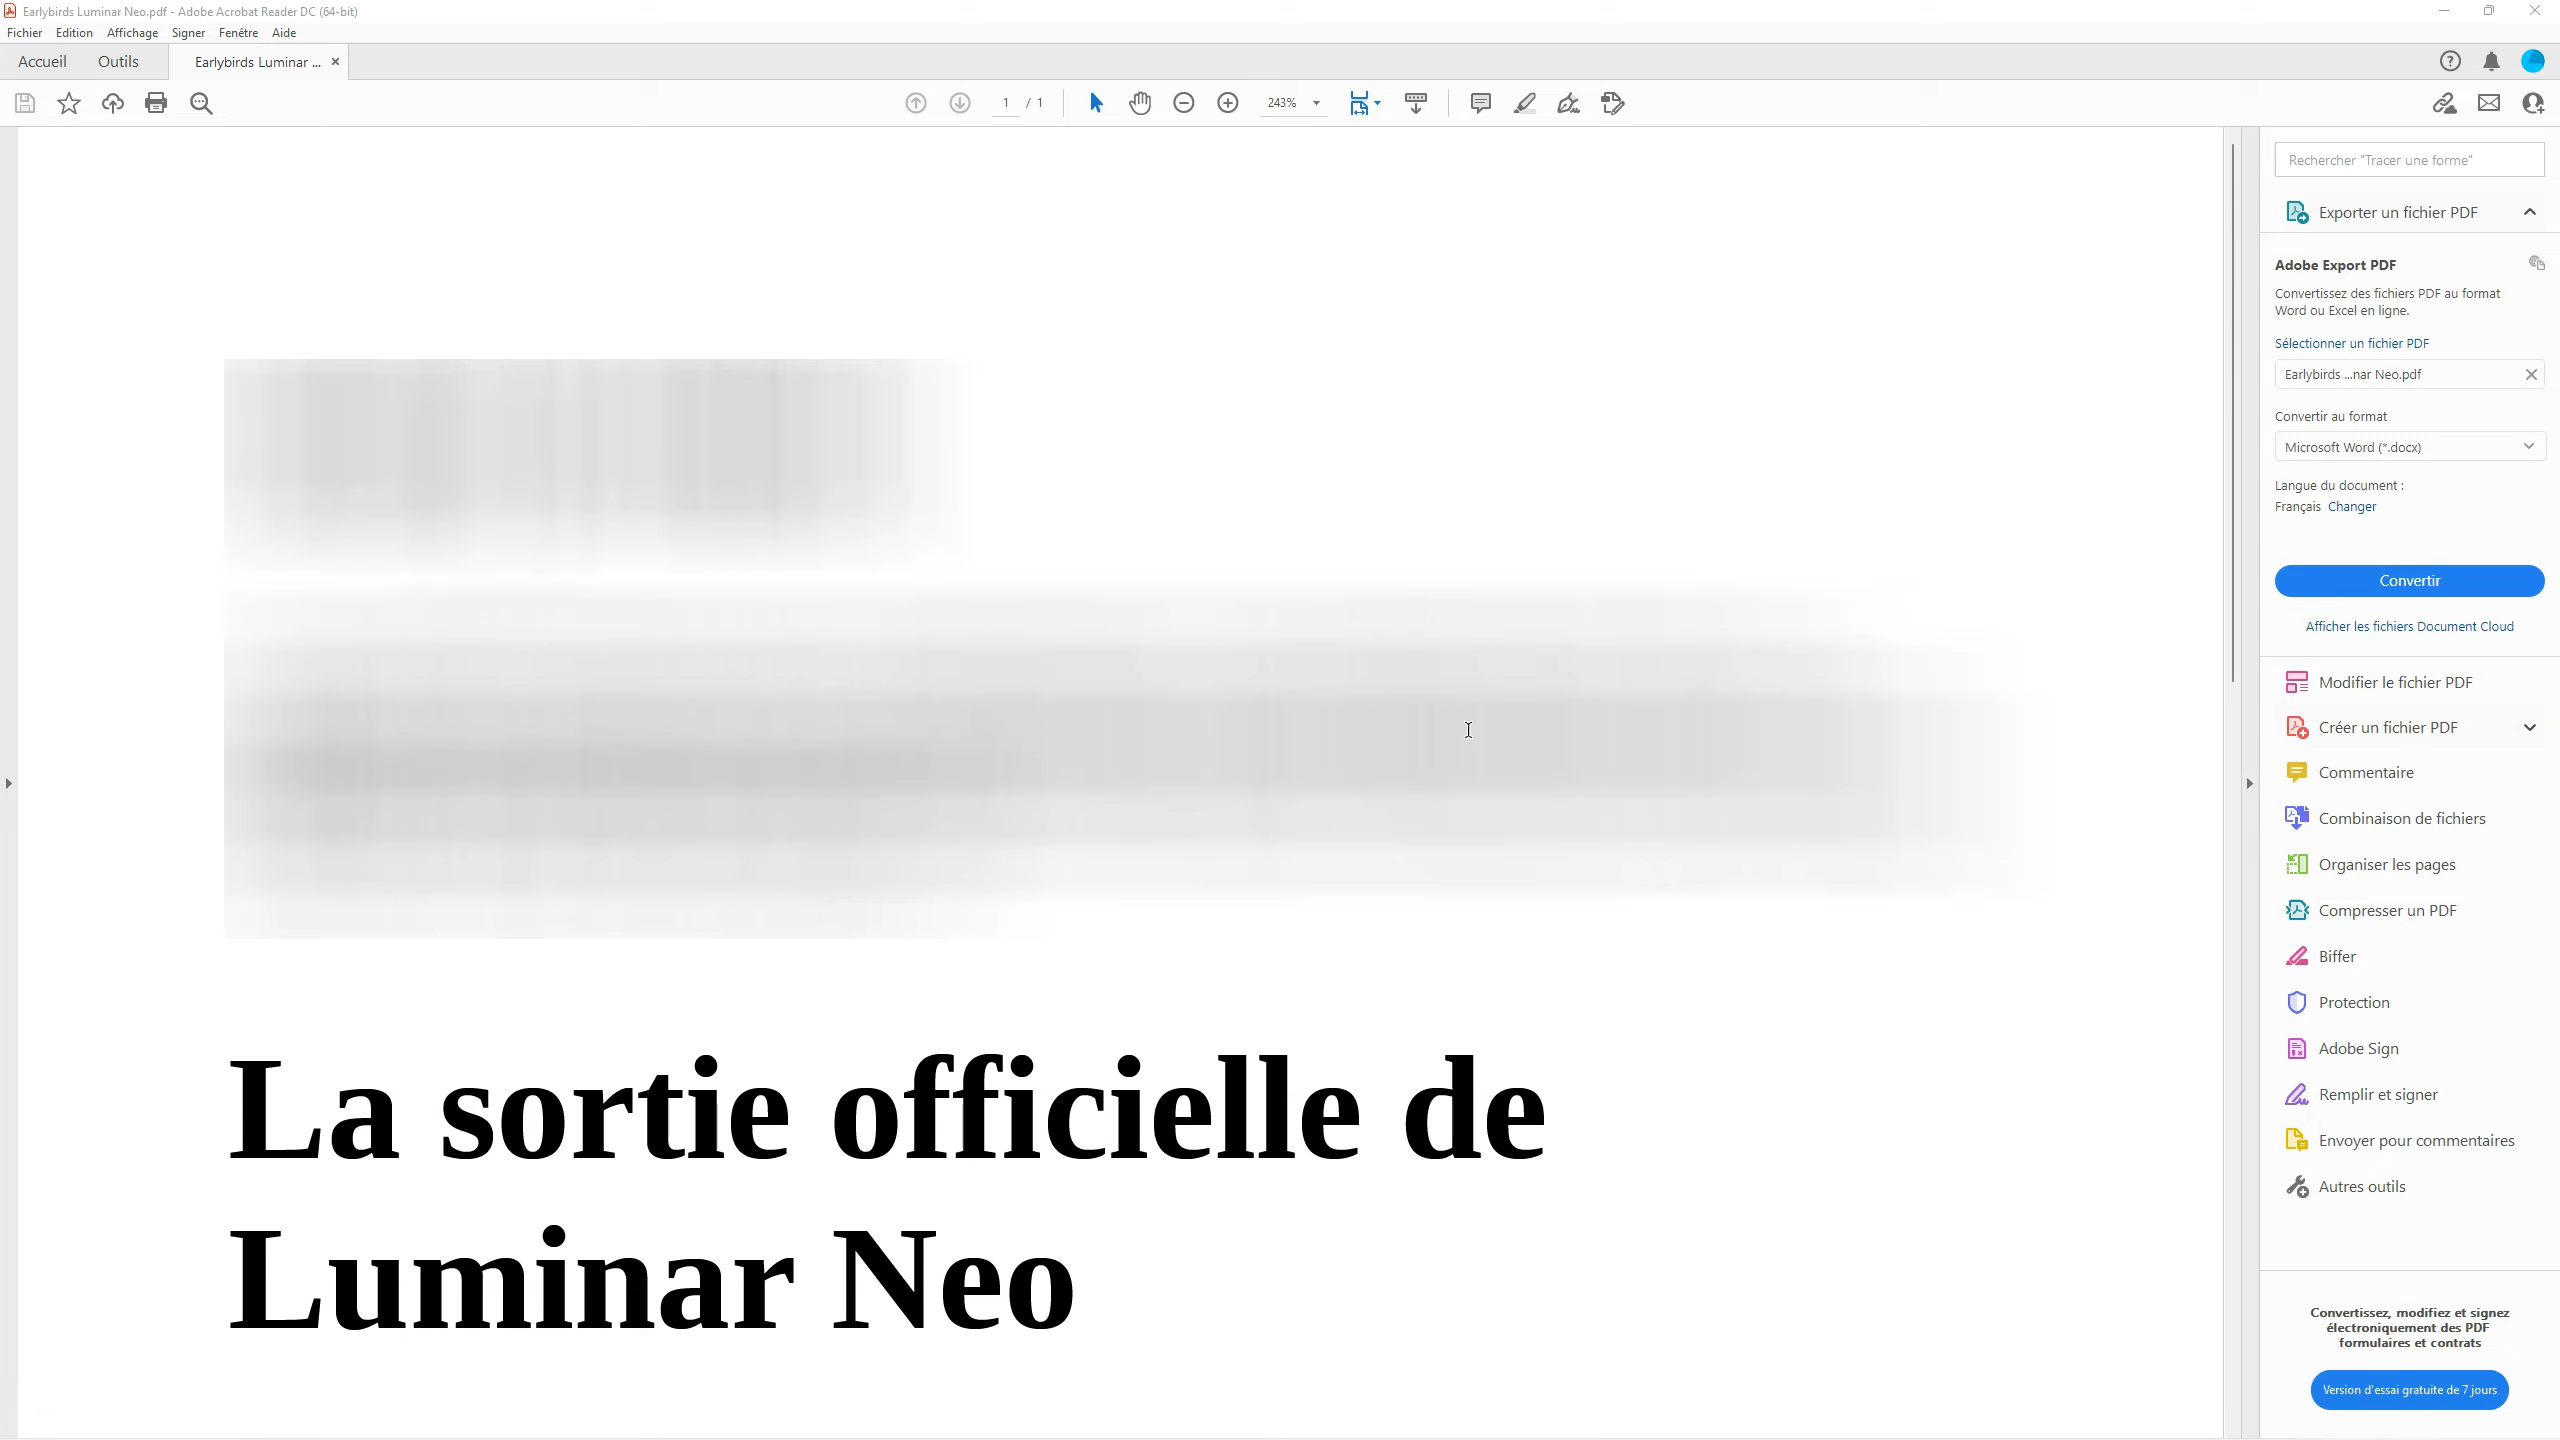 Earlybirds Luminar Neo.pdf - Adobe Acrobat Reader DC (64-bit)
Fichier Edition Affichage Signer Fenêtre Aide
Accueil Outils Earlybirds Luminar ...
1 / 1 243%
Rechercher "Tracer une forme"
Exporter un fichier PDF
Adobe Export PDF
Convertissez des fichiers PDF au format
Word ou Excel en ligne.
Sélectionner un fichier PDF
Earlybirds ...nar Neo.pdf
Convertir au format
Microsoft Word (*.docx)
Langue du document :
Français Changer
Convertir
Afficher les fichiers Document Cloud
Modifier le fichier PDF
Créer un fichier PDF
Commentaire
Combinaison de fichiers
Organiser les pages
Compresser un PDF
Biffer
Protection
Adobe Sign
Remplir et signer
Envoyer pour commentaires
Autres outils
Convertissez, modifiez et signez
électroniquement des PDF
formulaires et contrats
Version d'essai gratuite de 7 jours
La sortie officielle de
Luminar Neo